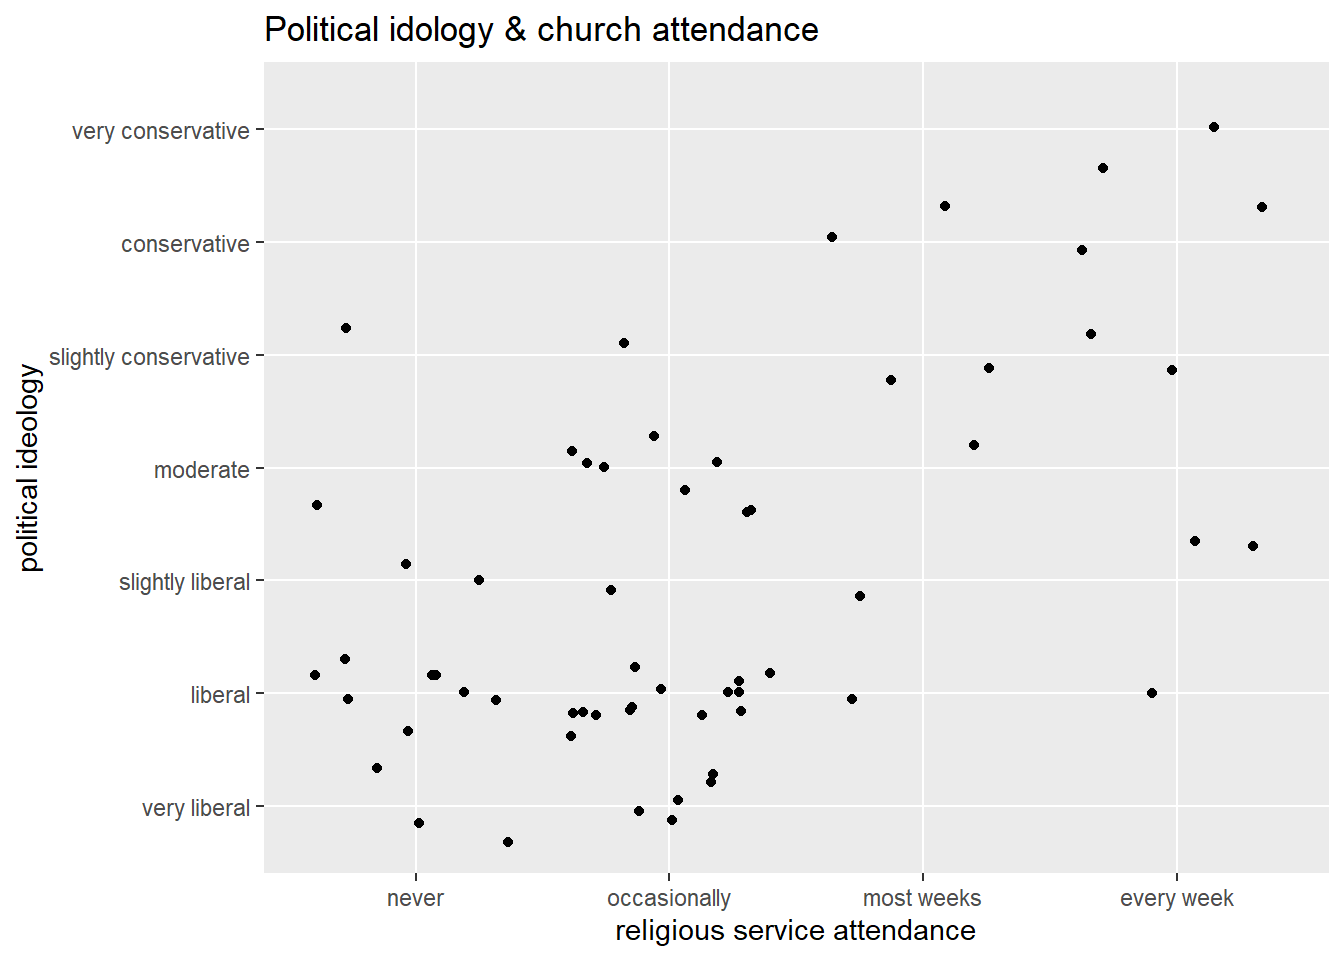 Political idology & church attendance
very conservative
conservative
slightly conservative
moderate
slightly liberal
liberal
very liberal
political ideology
never
occasionally
most weeks
every week
religious service attendance